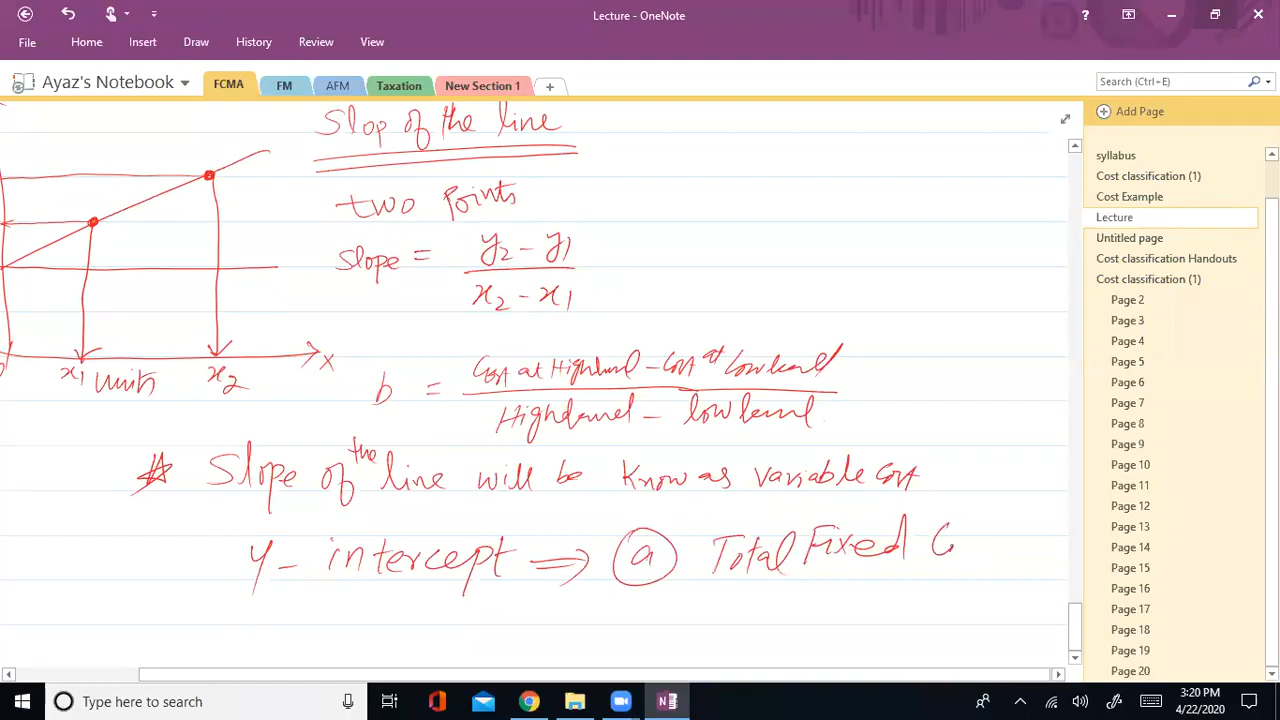 Lecture - OneNote
File Home Insert Draw History Review View
Ayaz's Notebook FCMA FM AFM Taxation New Section 1
Search (Ctrl+E)
Slop of the line
two points
slope = y2 - y1
x2 - x1
x
x1 units x2
b = Cost at High level - Cost at Low level
High level - low level
Slope of the line will be Know as variable Cost
Y - intercept ⇒ a Total Fixed C
Add Page
syllabus
Cost classification (1)
Cost Example
Lecture
Untitled page
Cost classification Handouts
Cost classification (1)
Page 2
Page 3
Page 4
Page 5
Page 6
Page 7
Page 8
Page 9
Page 10
Page 11
Page 12
Page 13
Page 14
Page 15
Page 16
Page 17
Page 18
Page 19
Page 20
Type here to search
3:20 PM
4/22/2020